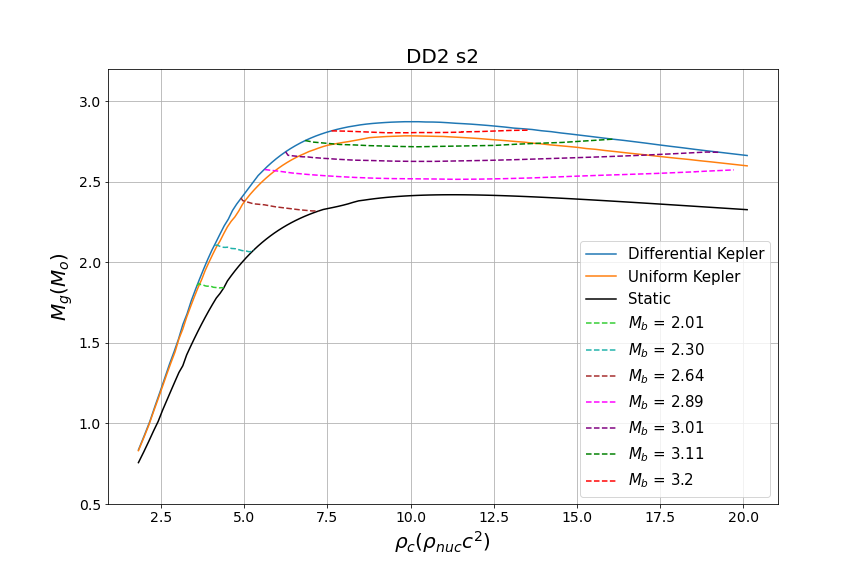 DD2 s2
3.0
2.5
2.0
1.5
1.0
0.5
M_g(M_o)
2.5 5.0 7.5 10.0 12.5 15.0 17.5 20.0
ρ_c(ρ_{nuc}c^2)
Differential Kepler
Uniform Kepler
Static
M_b = 2.01
M_b = 2.30
M_b = 2.64
M_b = 2.89
M_b = 3.01
M_b = 3.11
M_b = 3.2